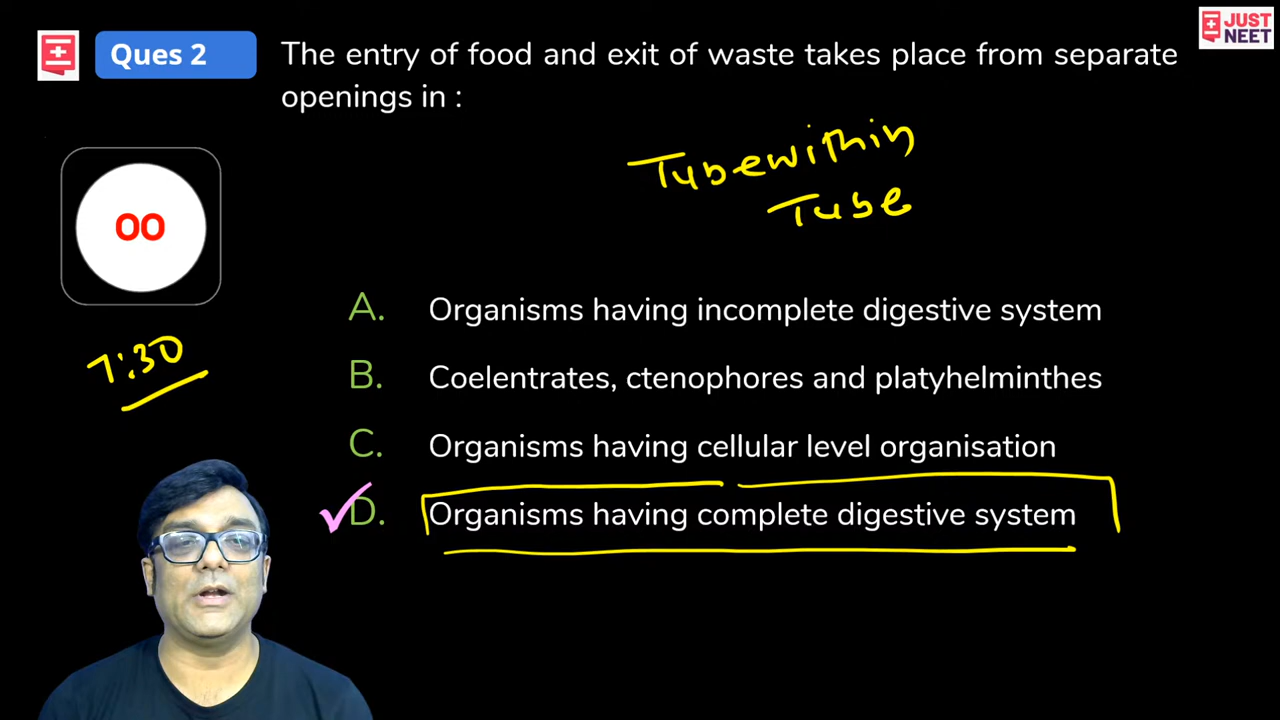 Ques 2
The entry of food and exit of waste takes place from separate
openings in :
JUST
NEET
Tubewithin
Tube
00
7:30
A. Organisms having incomplete digestive system
B. Coelentrates, ctenophores and platyhelminthes
C. Organisms having cellular level organisation
D. Organisms having complete digestive system